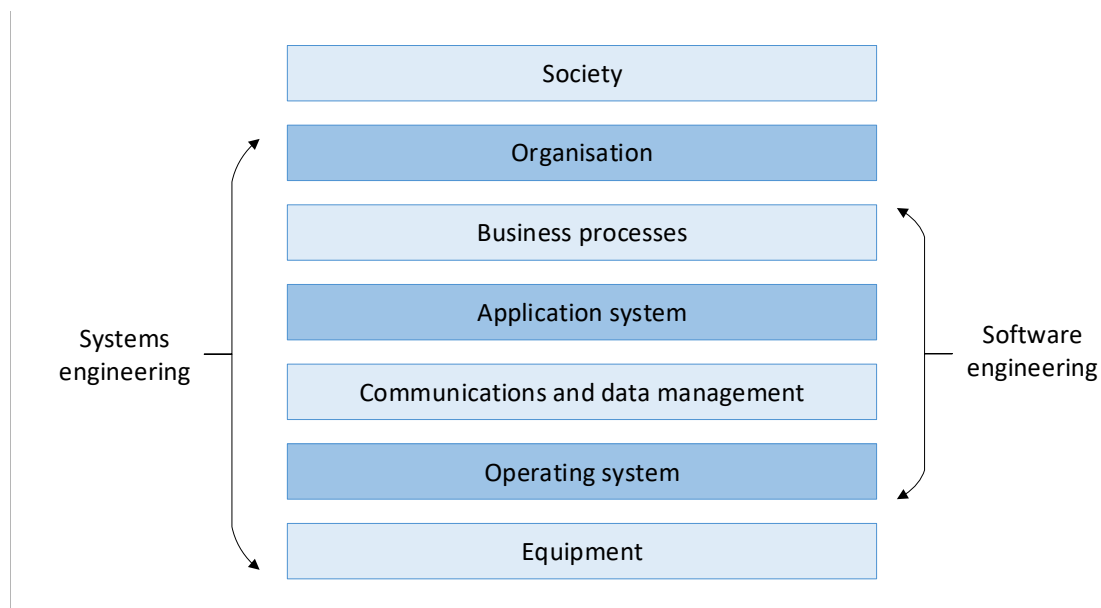 Society
Organisation
Business processes
Application system
Communications and data management
Operating system
Equipment
Systems
engineering
Software
engineering